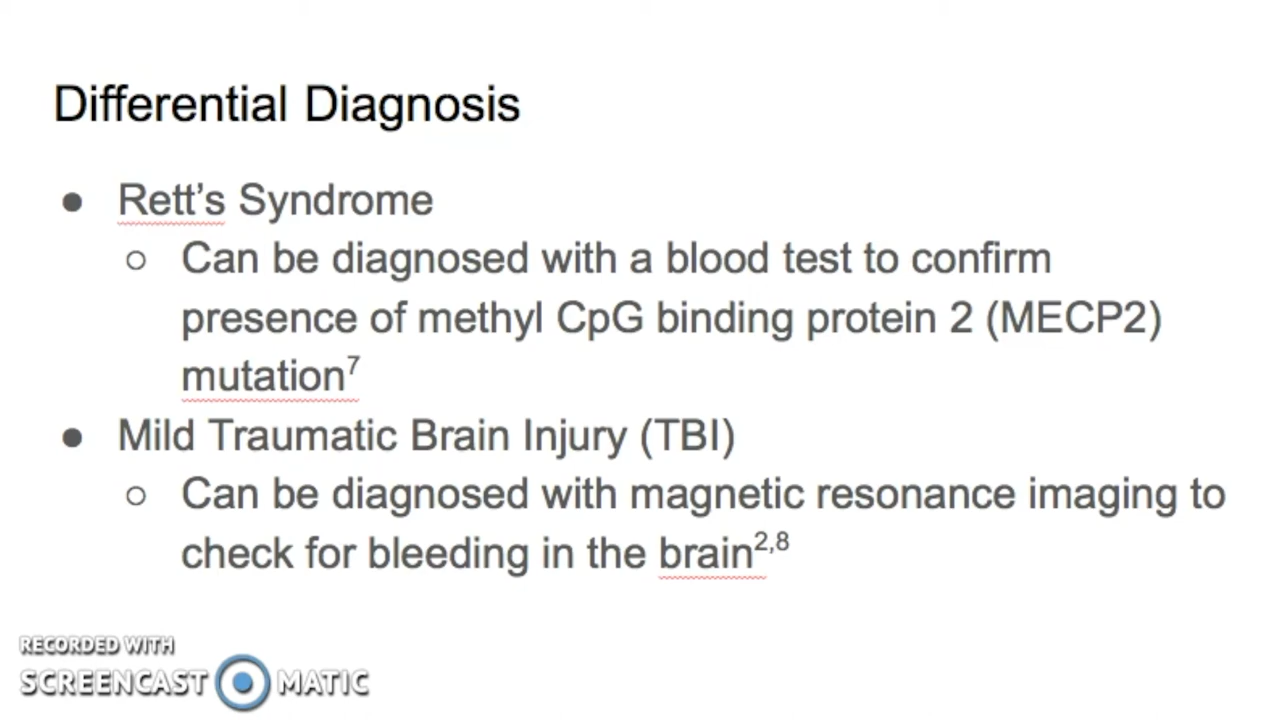 Differential Diagnosis
● Rett’s Syndrome
○ Can be diagnosed with a blood test to confirm
presence of methyl CpG binding protein 2 (MECP2)
mutation⁷
● Mild Traumatic Brain Injury (TBI)
○ Can be diagnosed with magnetic resonance imaging to
check for bleeding in the brain²,⁸
RECORDED WITH
SCREENCAST MATIC